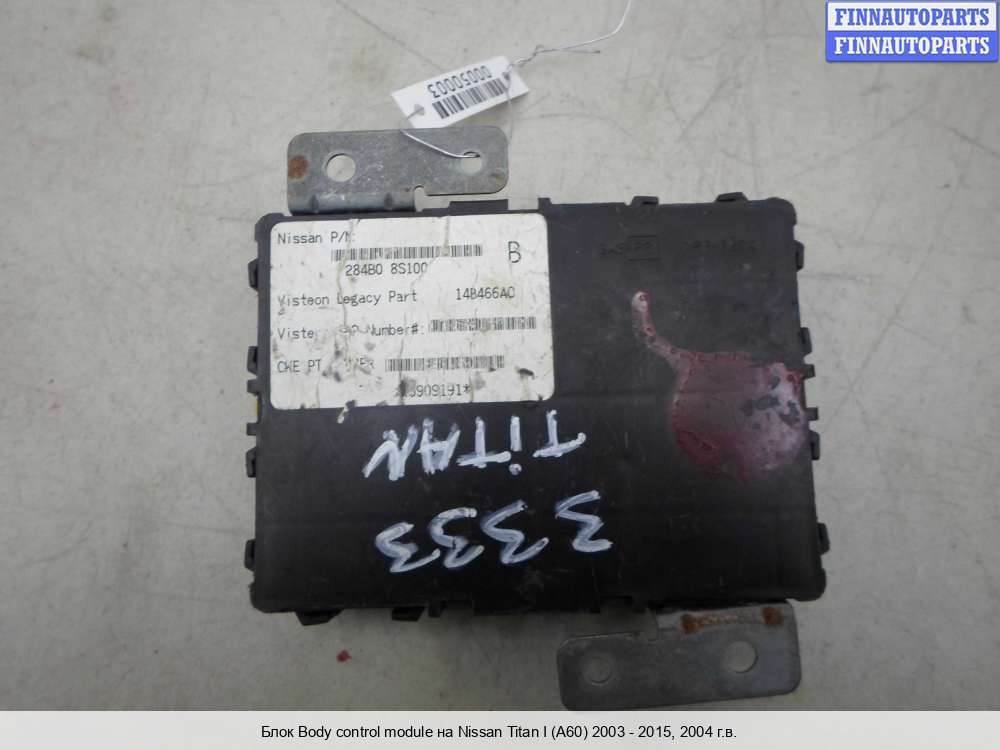 FINNAUTOPARTS
FINNAUTOPARTS
00050003
Nissan P/N:
284B0 8S100
B
Visteon Legacy Part 14B466AC
Number#:
CKE PT
TiTAN
3333
Блок Body control module на Nissan Titan I (A60) 2003 - 2015, 2004 г.в.